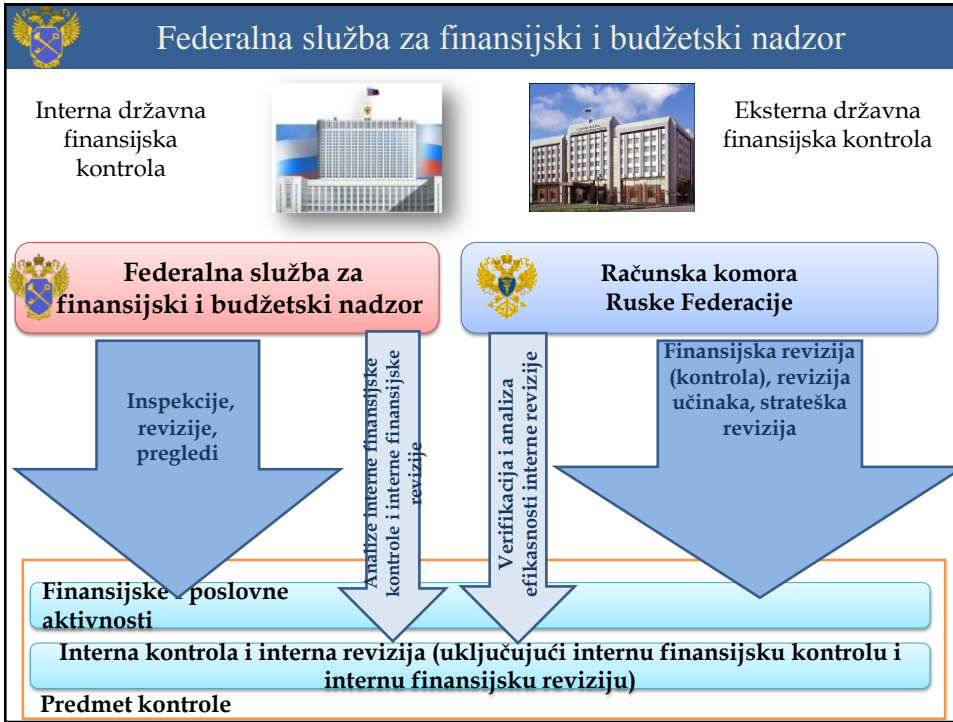 Federalna služba za finansijski i budžetski nadzor
Interna državna
finansijska
kontrola
Eksterna državna
finansijska kontrola
Federalna služba za
finansijski i budžetski nadzor
Računska komora
Ruske Federacije
Inspekcije,
revizije,
pregledi
Analize interne finansijske
kontrole i interne finansijske
revizije
Verifikacija i analiza
efikasnosti interne revizije
Finansijska revizija
(kontrola), revizija
učinaka, strateška
revizija
Finansijske i poslovne
aktivnosti
Interna kontrola i interna revizija (uključujući internu finansijsku kontrolu i
internu finansijsku reviziju)
Predmet kontrole